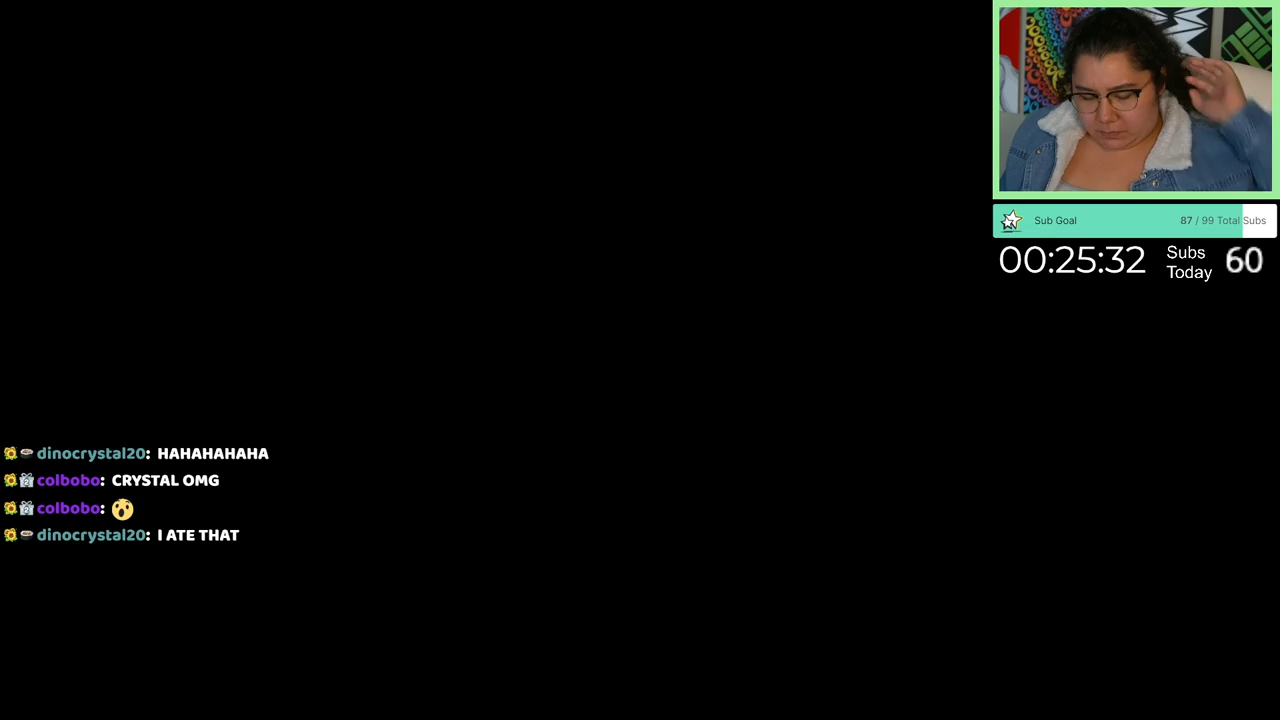 Sub Goal 87 / 99 Total Subs
00:25:32 Subs Today 60
dinocrystal20: HAHAHAHAHA
colbobo: CRYSTAL OMG
colbobo: 😮
dinocrystal20: I ATE THAT